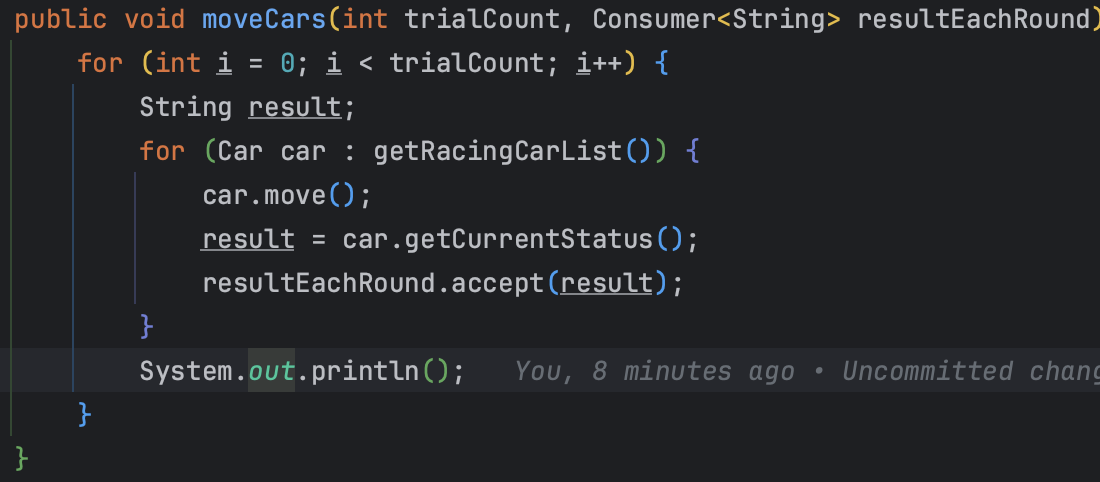 public void moveCars(int trialCount, Consumer<String> resultEachRound)
    for (int i = 0; i < trialCount; i++) {
        String result;
        for (Car car : getRacingCarList()) {
            car.move();
            result = car.getCurrentStatus();
            resultEachRound.accept(result);
        }
        System.out.println();    You, 8 minutes ago • Uncommitted chang
    }
}